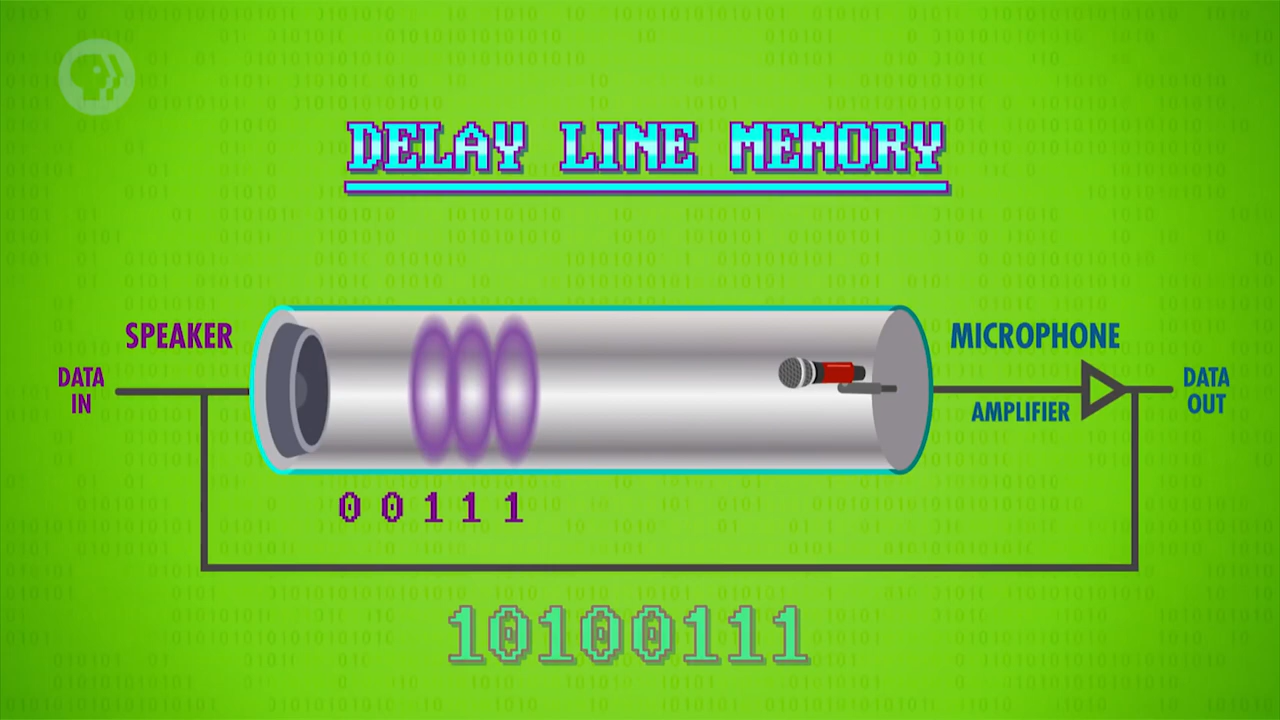 DELAY LINE MEMORY
SPEAKER
MICROPHONE
DATA
IN
AMPLIFIER
DATA
OUT
0 0 1 1 1
10100111